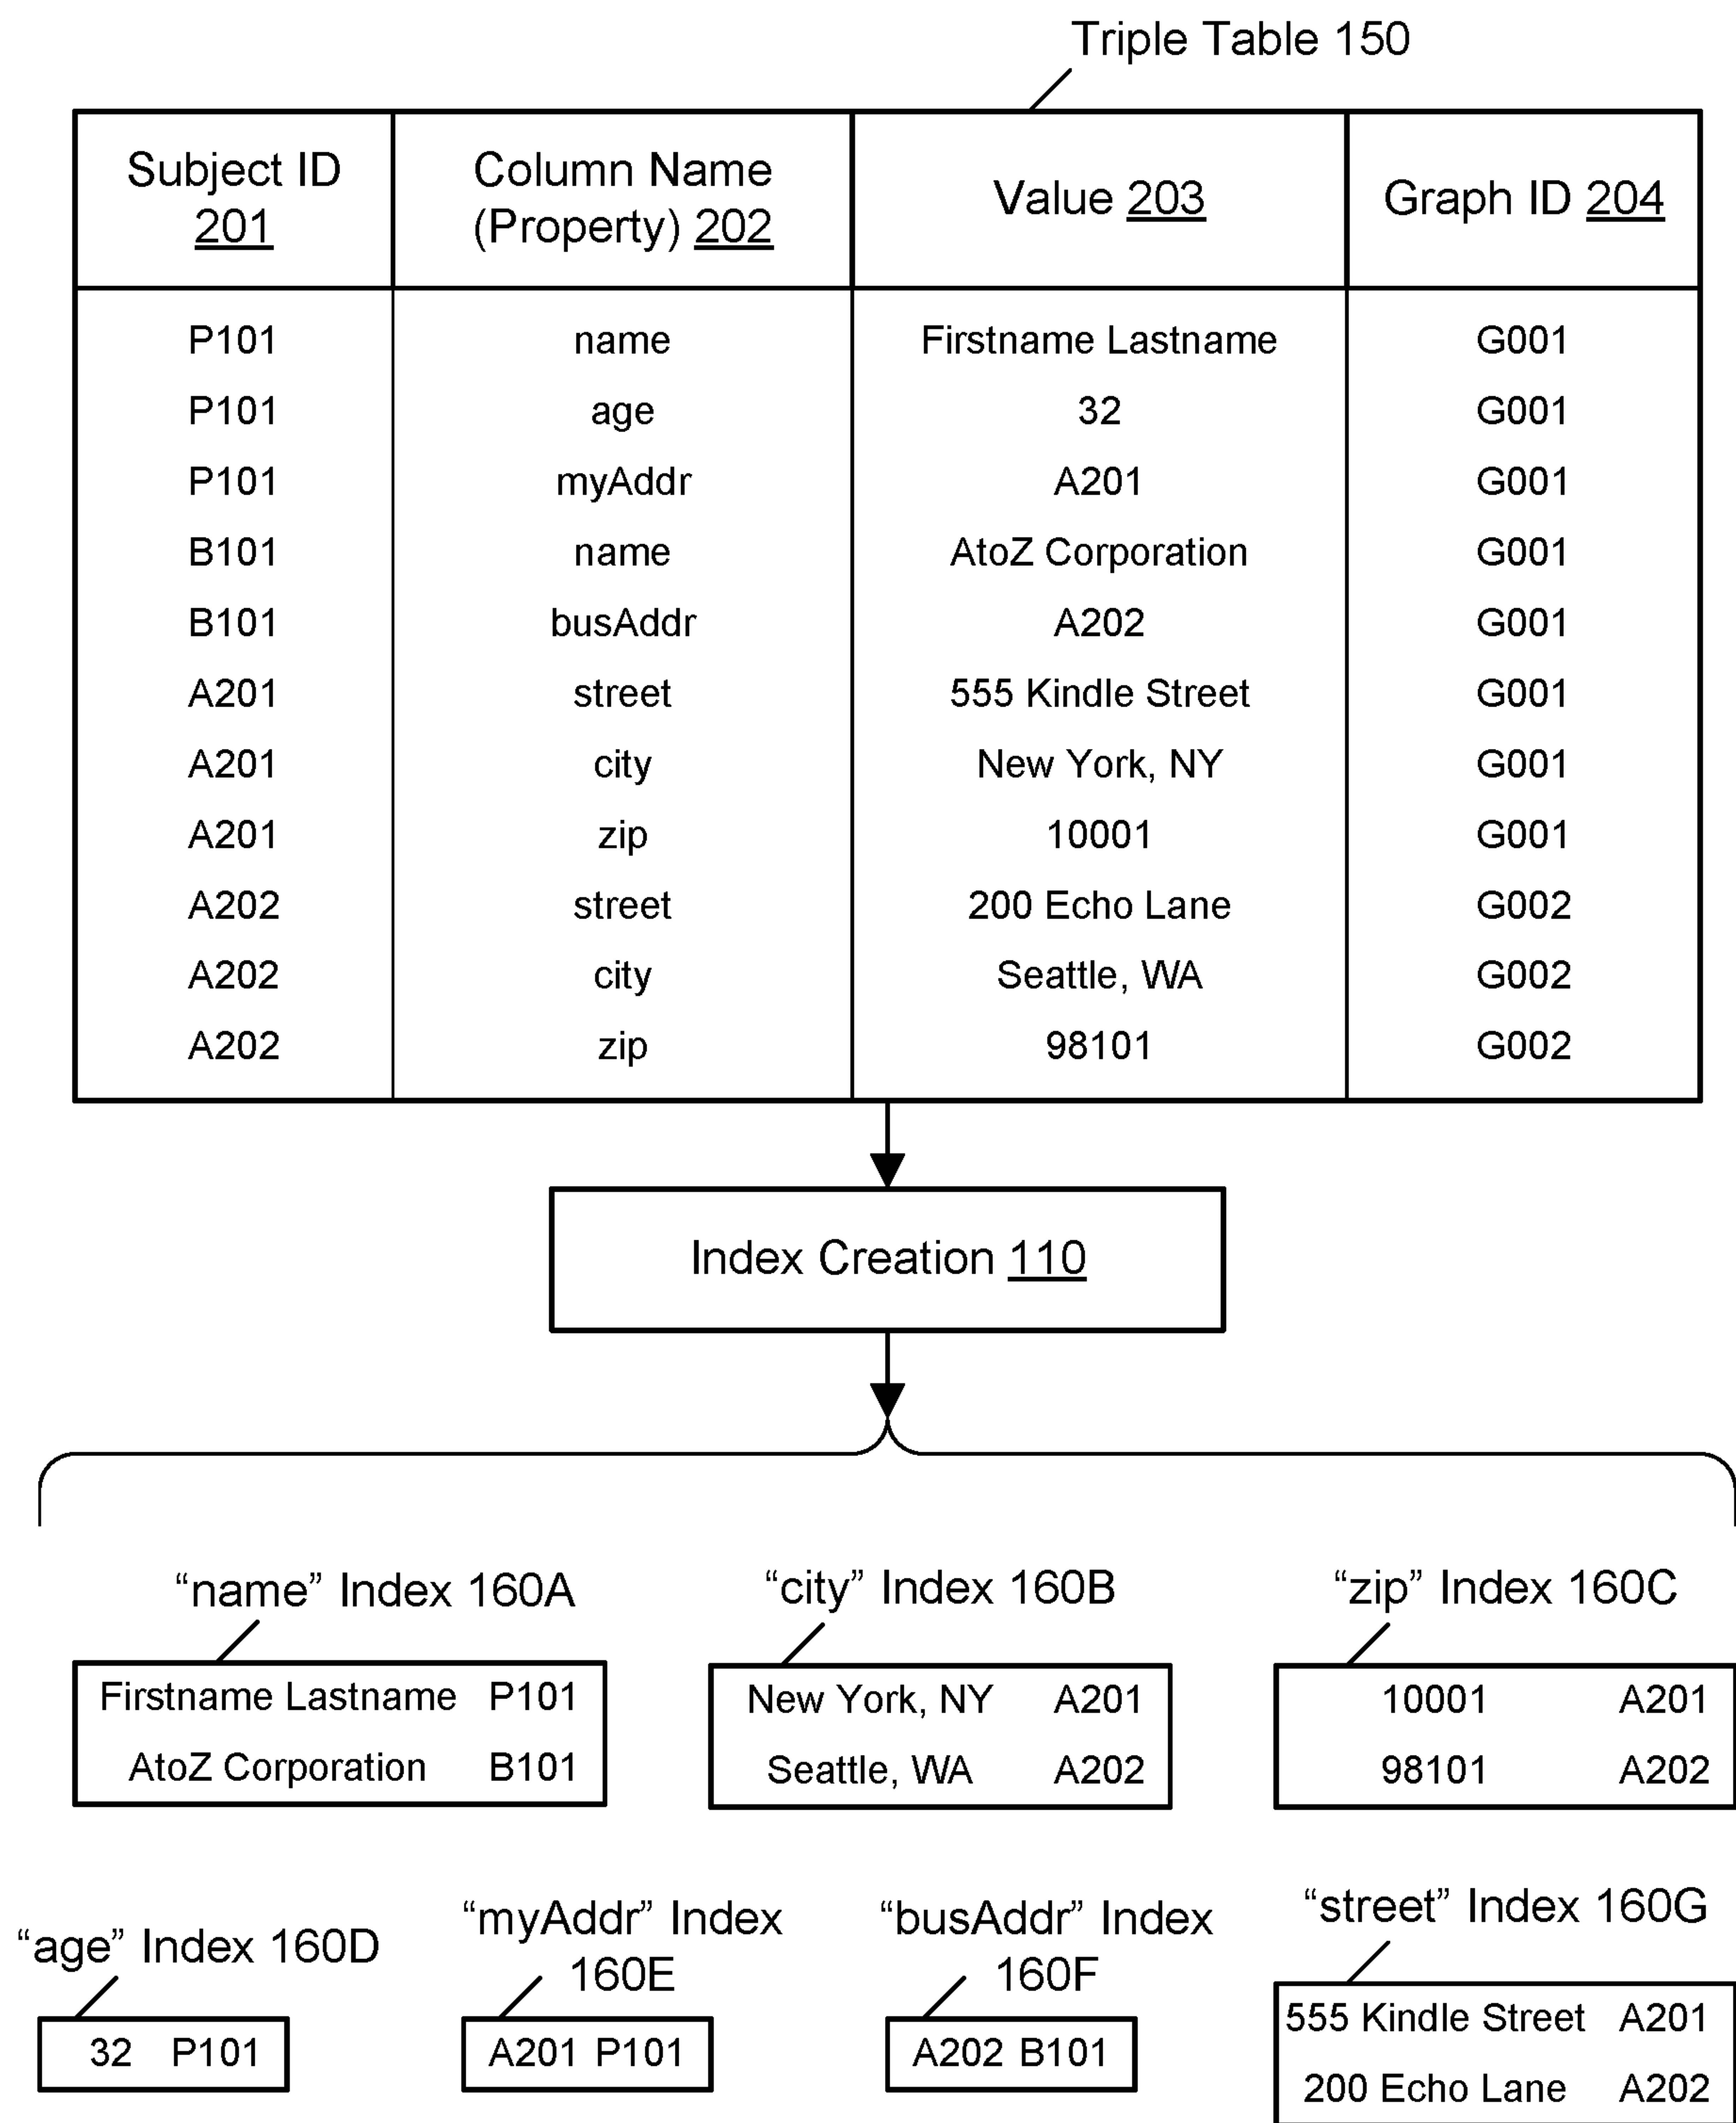 Triple Table 150
Subject ID 201 Column Name (Property) 202 Value 203 Graph ID 204
P101 name Firstname Lastname G001
P101 age 32 G001
P101 myAddr A201 G001
B101 name AtoZ Corporation G001
B101 busAddr A202 G001
A201 street 555 Kindle Street G001
A201 city New York, NY G001
A201 zip 10001 G001
A202 street 200 Echo Lane G002
A202 city Seattle, WA G002
A202 zip 98101 G002
Index Creation 110
“name” Index 160A
Firstname Lastname P101
AtoZ Corporation B101
“city” Index 160B
New York, NY A201
Seattle, WA A202
“zip” Index 160C
10001 A201
98101 A202
“age” Index 160D
32 P101
“myAddr” Index
160E
A201 P101
“busAddr” Index
160F
A202 B101
“street” Index 160G
555 Kindle Street A201
200 Echo Lane A202